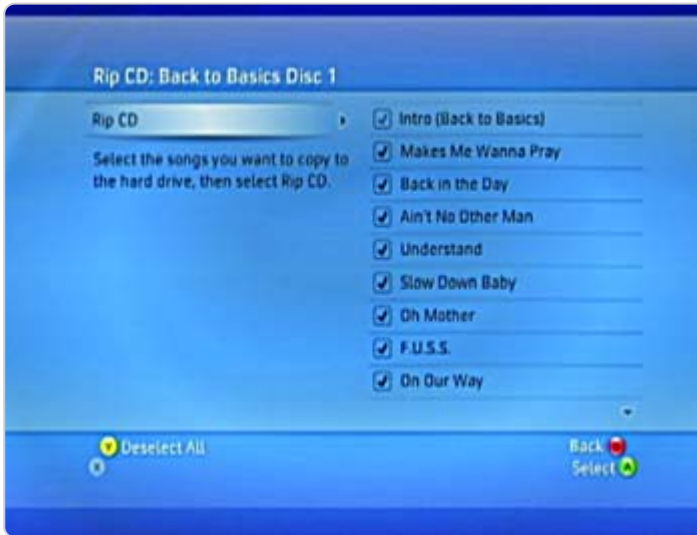 Rip CD: Back to Basics Disc 1
Rip CD
Select the songs you want to copy to
the hard drive, then select Rip CD.
Intro (Back to Basics)
Makes Me Wanna Pray
Back in the Day
Ain't No Other Man
Understand
Slow Down Baby
Oh Mother
F.U.S.S.
On Our Way
Y Deselect All
X
Back
Select A